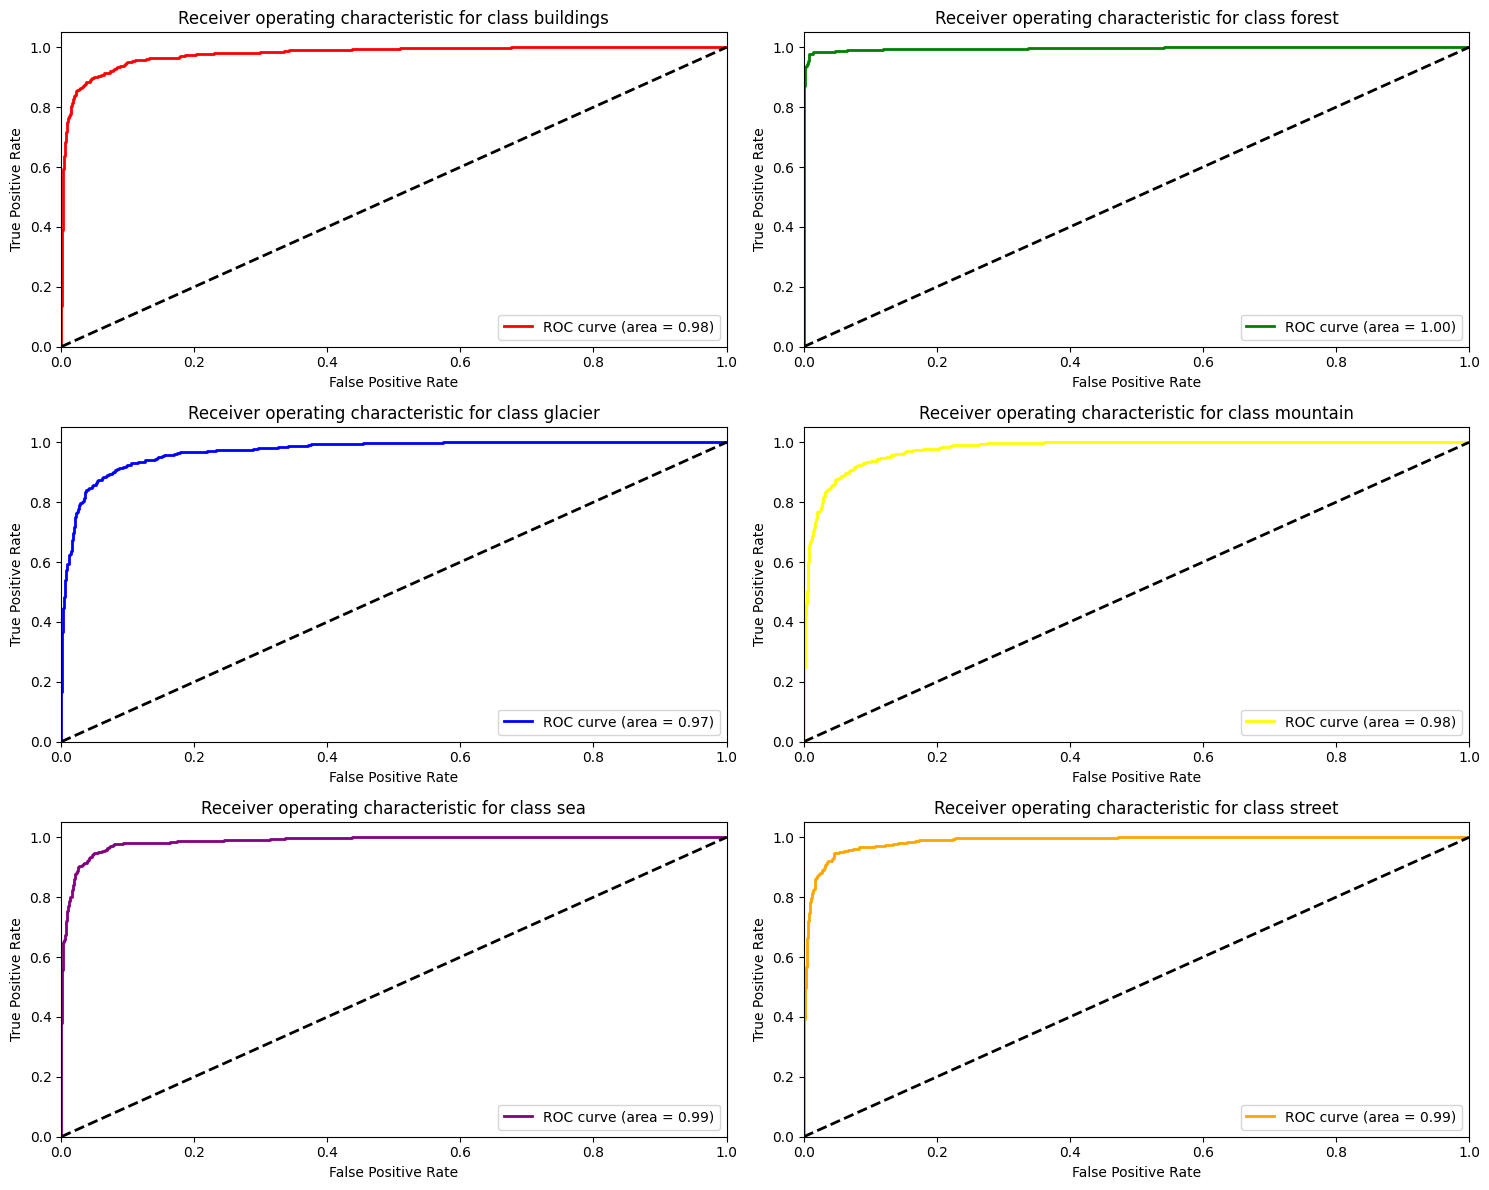 Receiver operating characteristic for class buildings
1.0
0.8
0.6
0.4
0.2
0.0
True Positive Rate
ROC curve (area = 0.98)
0.0 0.2 0.4 0.6 0.8 1.0
False Positive Rate
Receiver operating characteristic for class forest
1.0
0.8
0.6
0.4
0.2
0.0
True Positive Rate
ROC curve (area = 1.00)
0.0 0.2 0.4 0.6 0.8 1.0
False Positive Rate
Receiver operating characteristic for class glacier
1.0
0.8
0.6
0.4
0.2
0.0
True Positive Rate
ROC curve (area = 0.97)
0.0 0.2 0.4 0.6 0.8 1.0
False Positive Rate
Receiver operating characteristic for class mountain
1.0
0.8
0.6
0.4
0.2
0.0
True Positive Rate
ROC curve (area = 0.98)
0.0 0.2 0.4 0.6 0.8 1.0
False Positive Rate
Receiver operating characteristic for class sea
1.0
0.8
0.6
0.4
0.2
0.0
True Positive Rate
ROC curve (area = 0.99)
0.0 0.2 0.4 0.6 0.8 1.0
False Positive Rate
Receiver operating characteristic for class street
1.0
0.8
0.6
0.4
0.2
0.0
True Positive Rate
ROC curve (area = 0.99)
0.0 0.2 0.4 0.6 0.8 1.0
False Positive Rate